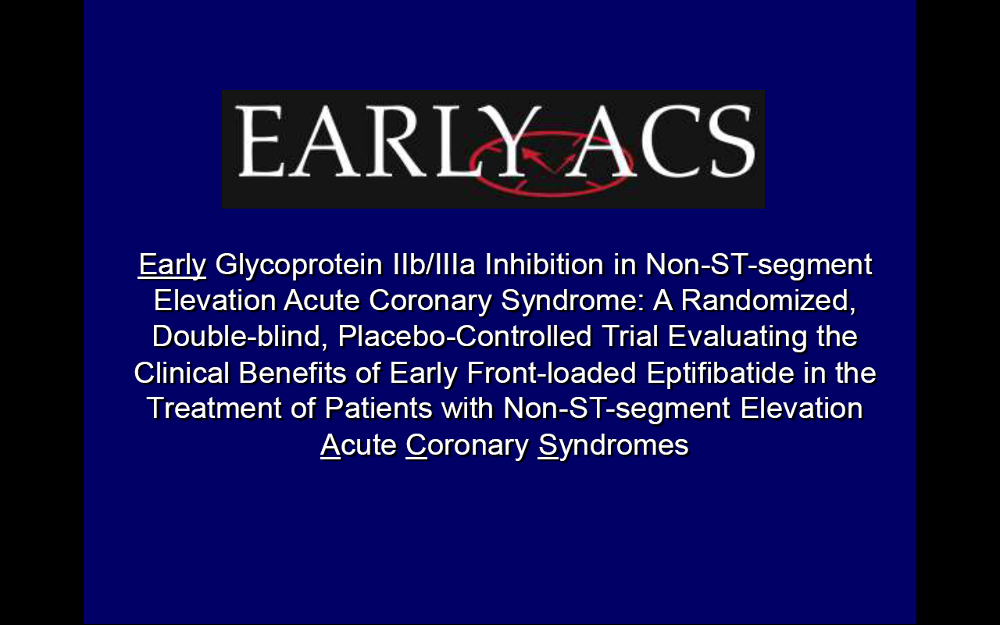 EARLY ACS
Early Glycoprotein IIb/IIIa Inhibition in Non-ST-segment
Elevation Acute Coronary Syndrome: A Randomized,
Double-blind, Placebo-Controlled Trial Evaluating the
Clinical Benefits of Early Front-loaded Eptifibatide in the
Treatment of Patients with Non-ST-segment Elevation
Acute Coronary Syndromes